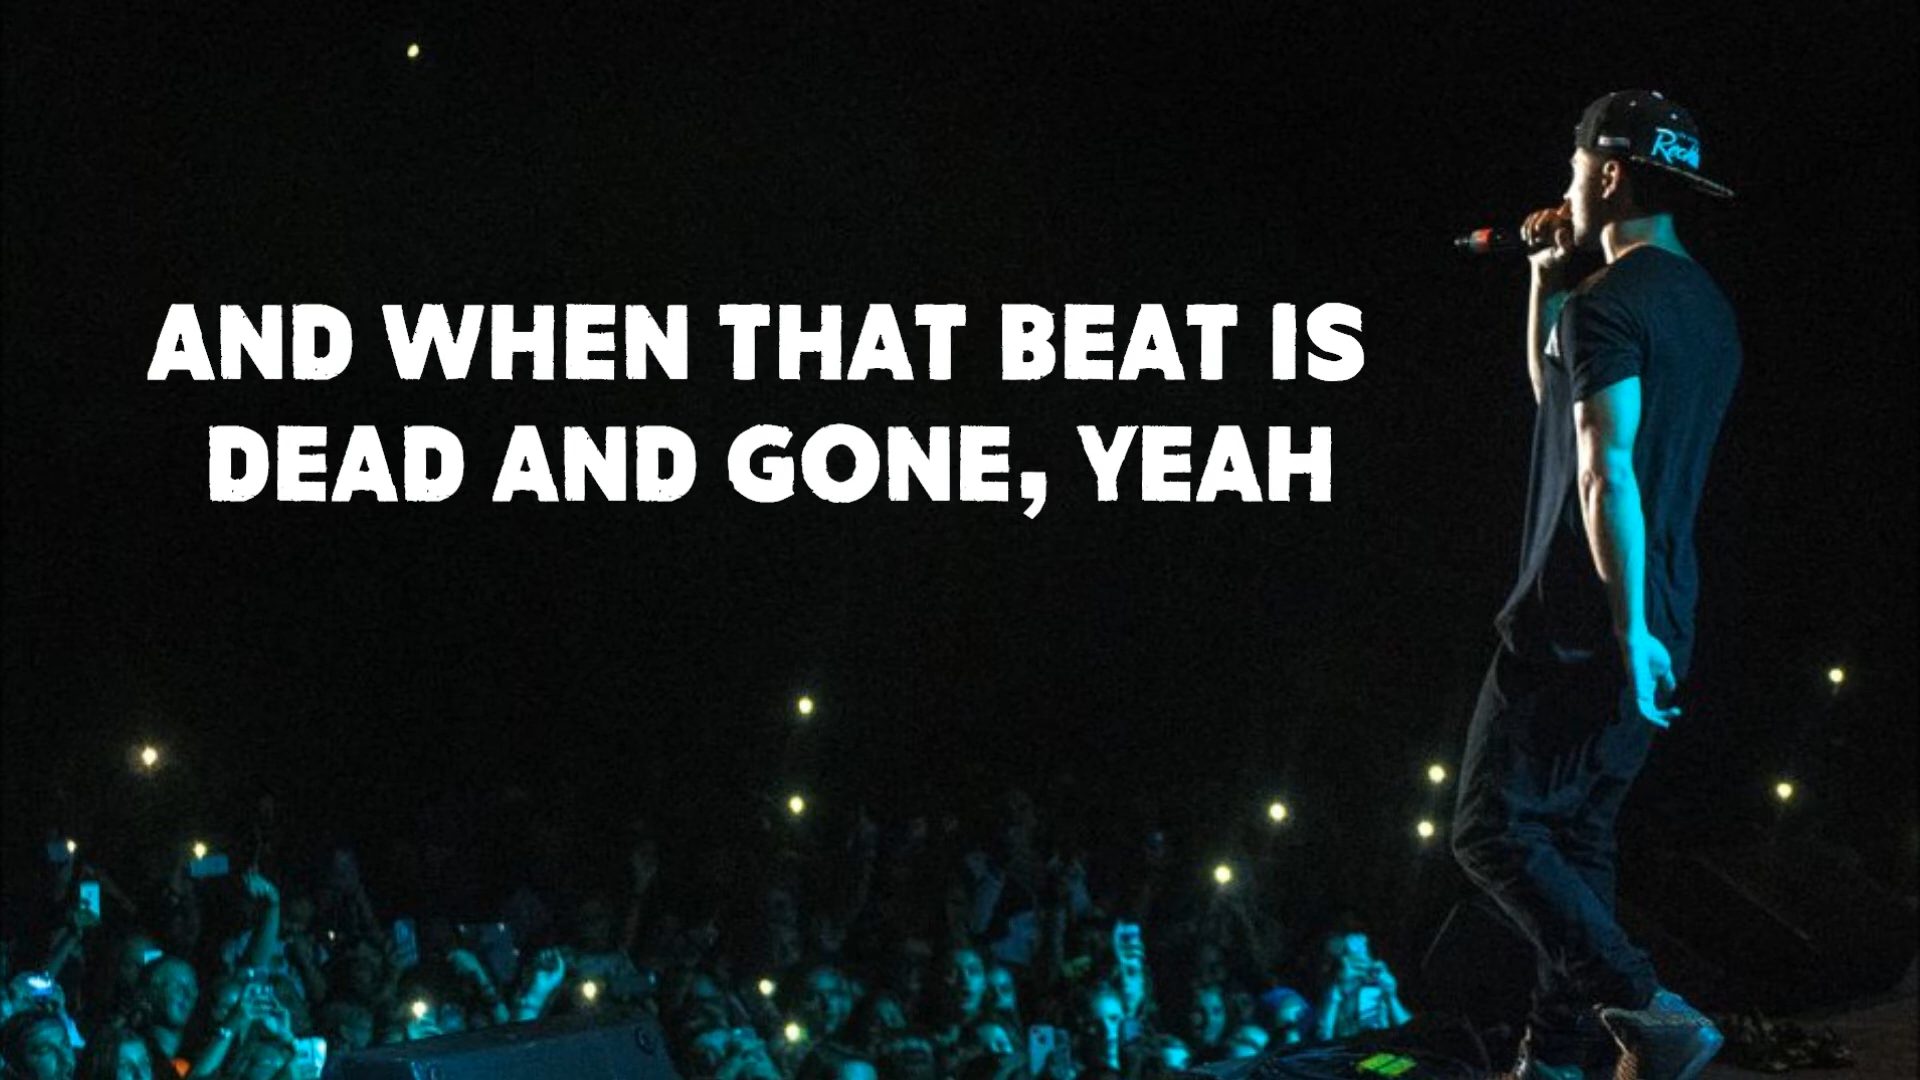 AND WHEN THAT BEAT IS
DEAD AND GONE, YEAH